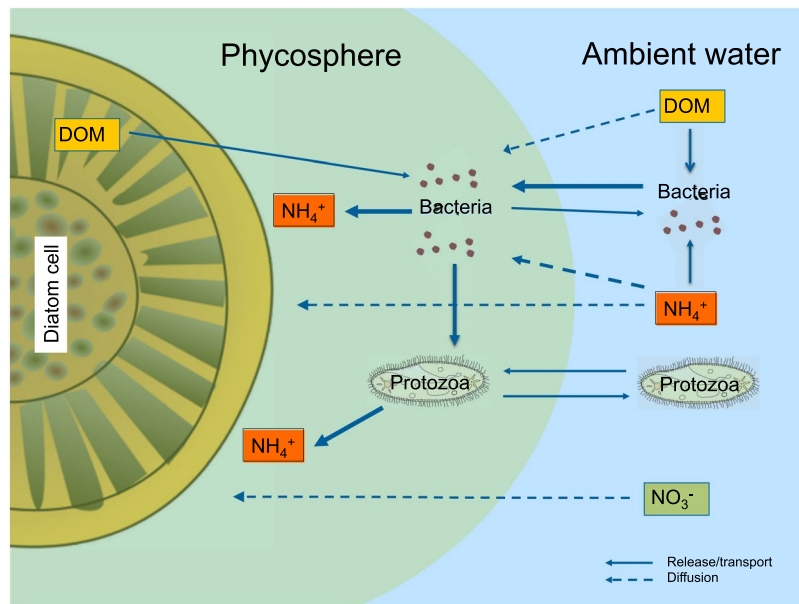 Phycosphere
Ambient water
DOM
DOM
Bacteria
NH₄⁺
Bacteria
Diatom cell
NH₄⁺
Protozoa
Protozoa
NH₄⁺
NO₃⁻
Release/transport
Diffusion